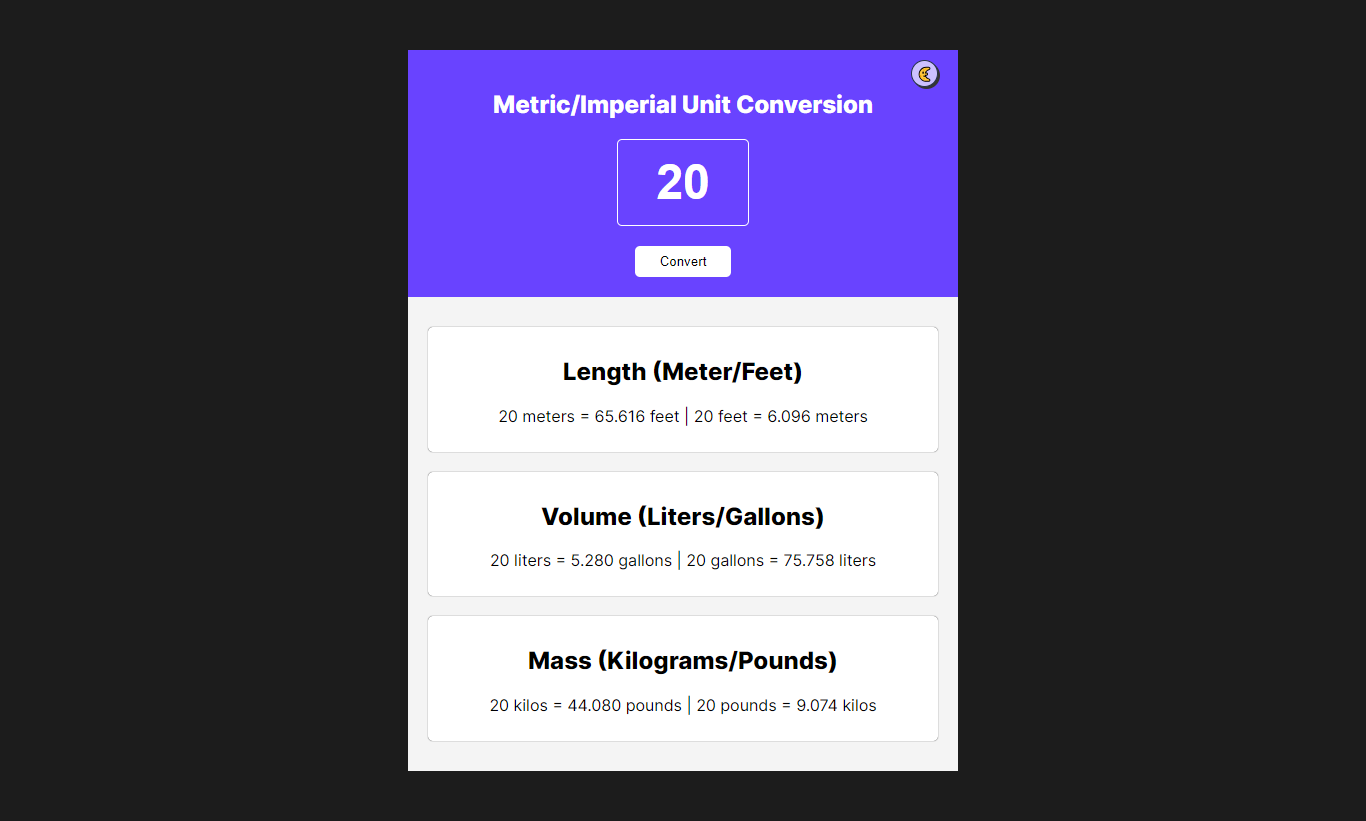 Metric/Imperial Unit Conversion
20
Convert
Length (Meter/Feet)
20 meters = 65.616 feet | 20 feet = 6.096 meters
Volume (Liters/Gallons)
20 liters = 5.280 gallons | 20 gallons = 75.758 liters
Mass (Kilograms/Pounds)
20 kilos = 44.080 pounds | 20 pounds = 9.074 kilos